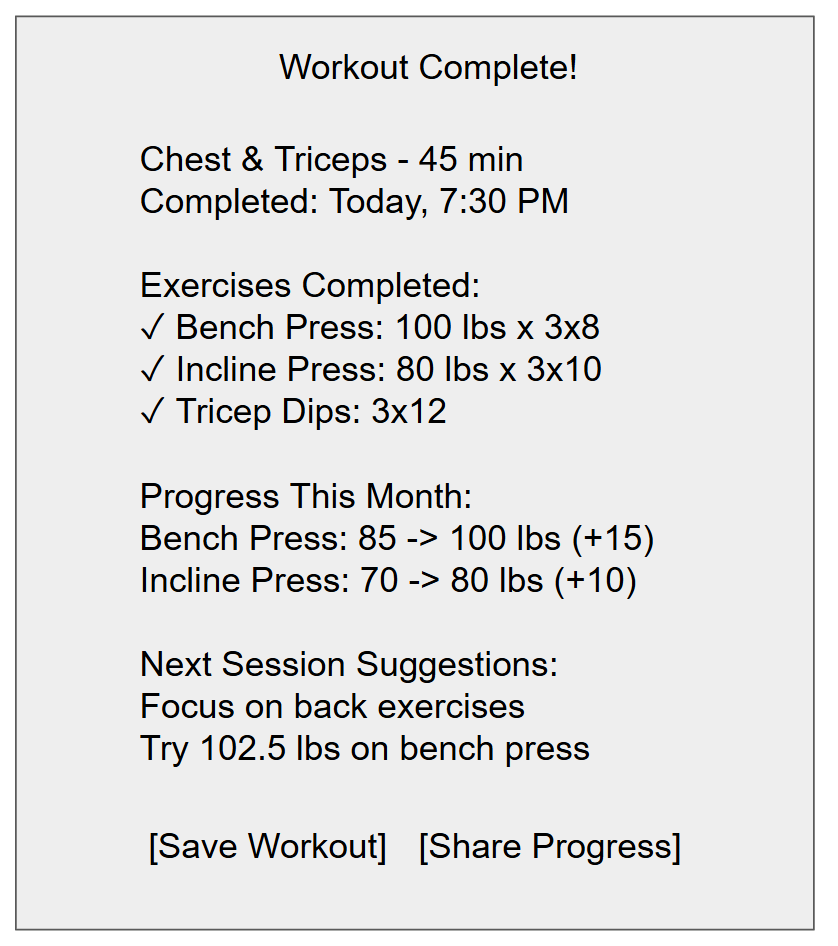 Workout Complete!
Chest & Triceps - 45 min
Completed: Today, 7:30 PM
Exercises Completed:
✓ Bench Press: 100 lbs x 3x8
✓ Incline Press: 80 lbs x 3x10
✓ Tricep Dips: 3x12
Progress This Month:
Bench Press: 85 -> 100 lbs (+15)
Incline Press: 70 -> 80 lbs (+10)
Next Session Suggestions:
Focus on back exercises
Try 102.5 lbs on bench press
[Save Workout] [Share Progress]